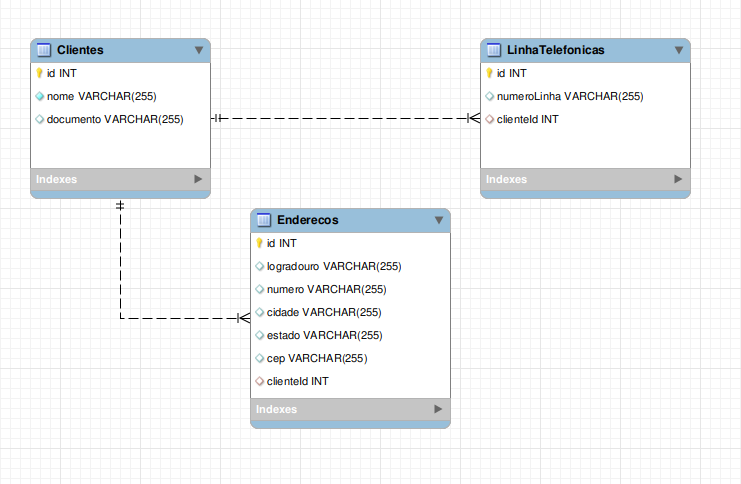 Clientes
id INT
nome VARCHAR(255)
documento VARCHAR(255)
Indexes
LinhaTelefonicas
id INT
numeroLinha VARCHAR(255)
clienteId INT
Indexes
Enderecos
id INT
logradouro VARCHAR(255)
numero VARCHAR(255)
cidade VARCHAR(255)
estado VARCHAR(255)
cep VARCHAR(255)
clienteId INT
Indexes